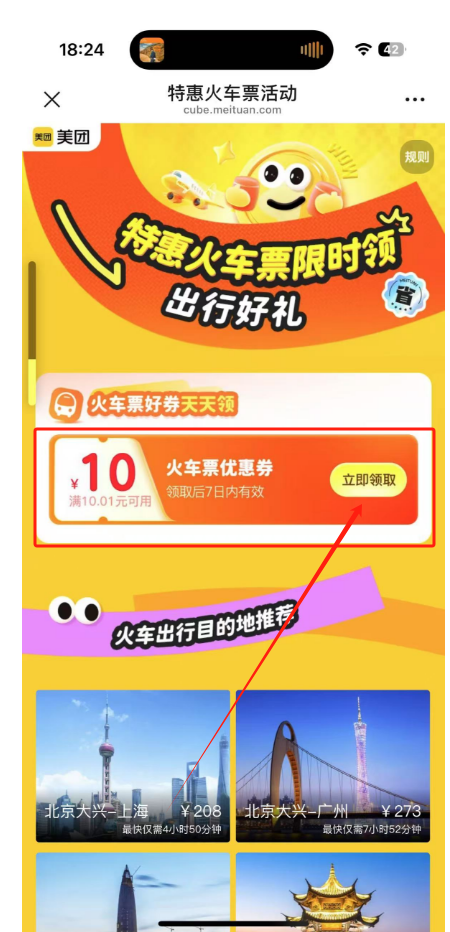 18:24
42
特惠火车票活动
cube.meituan.com
美团 美团
规则
WOW
特惠火车票限时领
出行好礼
省
火车票好券天天领
¥10
火车票优惠券
立即领取
满10.01元可用
领取后7日内有效
火车出行目的地推荐
北京大兴-上海 ¥208
最快仅需4小时50分钟
北京大兴-广州 ¥273
最快仅需7小时52分钟